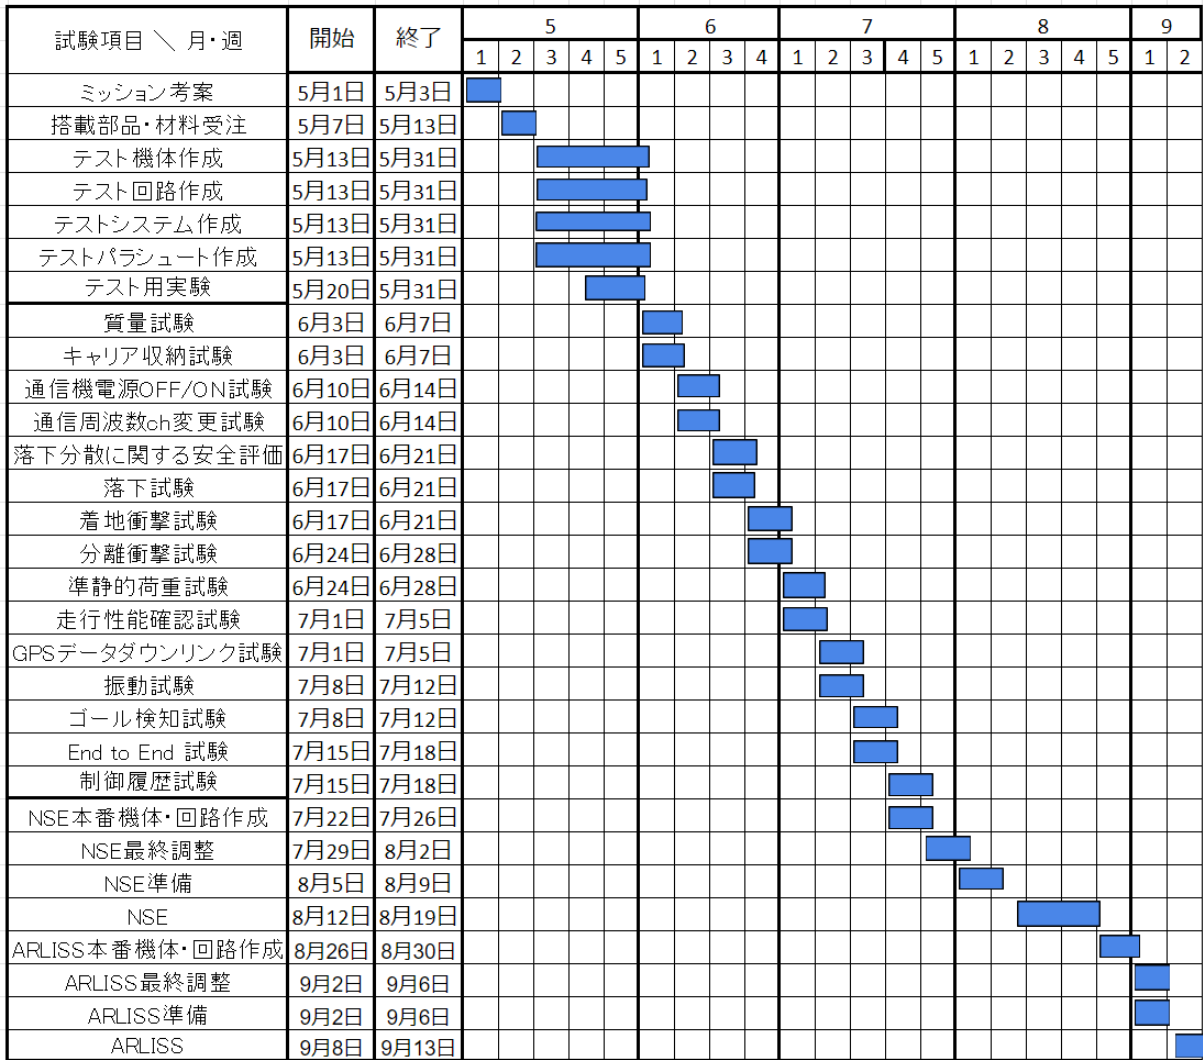 試験項目 ＼ 月・週 開始 終了 5 6 7 8 9
1 2 3 4 5 1 2 3 4 1 2 3 4 5 1 2 3 4 5 1 2
ミッション考案 5月1日 5月3日
搭載部品・材料受注 5月7日 5月13日
テスト機体作成 5月13日 5月31日
テスト回路作成 5月13日 5月31日
テストシステム作成 5月13日 5月31日
テストパラシュート作成 5月13日 5月31日
テスト用実験 5月20日 5月31日
質量試験 6月3日 6月7日
キャリア収納試験 6月3日 6月7日
通信機電源OFF/ON試験 6月10日 6月14日
通信周波数ch変更試験 6月10日 6月14日
落下分散に関する安全評価 6月17日 6月21日
落下試験 6月17日 6月21日
着地衝撃試験 6月17日 6月21日
分離衝撃試験 6月24日 6月28日
準静的荷重試験 6月24日 6月28日
走行性能確認試験 7月1日 7月5日
GPSデータダウンリンク試験 7月1日 7月5日
振動試験 7月8日 7月12日
ゴール検知試験 7月8日 7月12日
End to End 試験 7月15日 7月18日
制御履歴試験 7月15日 7月18日
NSE本番機体・回路作成 7月22日 7月26日
NSE最終調整 7月29日 8月2日
NSE準備 8月5日 8月9日
NSE 8月12日 8月19日
ARLISS本番機体・回路作成 8月26日 8月30日
ARLISS最終調整 9月2日 9月6日
ARLISS準備 9月2日 9月6日
ARLISS 9月8日 9月13日